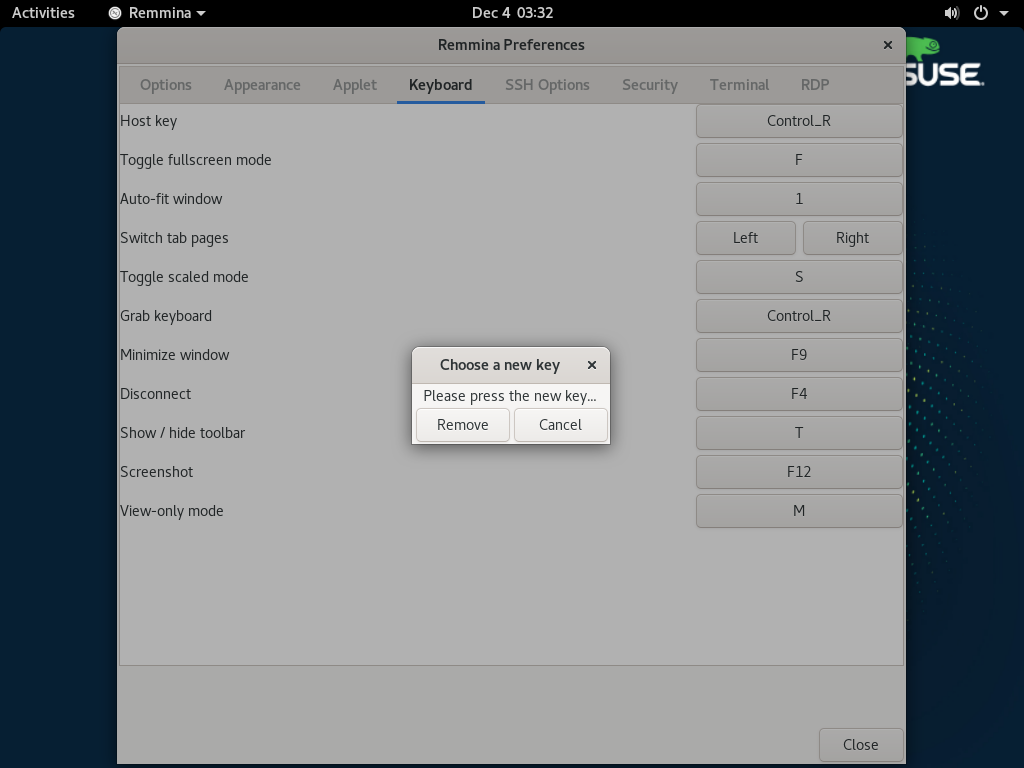 Activities Remmina Dec 4 03:32
Remmina Preferences
Options Appearance Applet Keyboard SSH Options Security Terminal RDP
SUSE
Host key Control_R
Toggle fullscreen mode F
Auto-fit window 1
Switch tab pages Left Right
Toggle scaled mode S
Grab keyboard Control_R
Minimize window F9
Choose a new key
Disconnect F4
Please press the new key...
Remove Cancel
Show / hide toolbar T
Screenshot F12
View-only mode M
Close